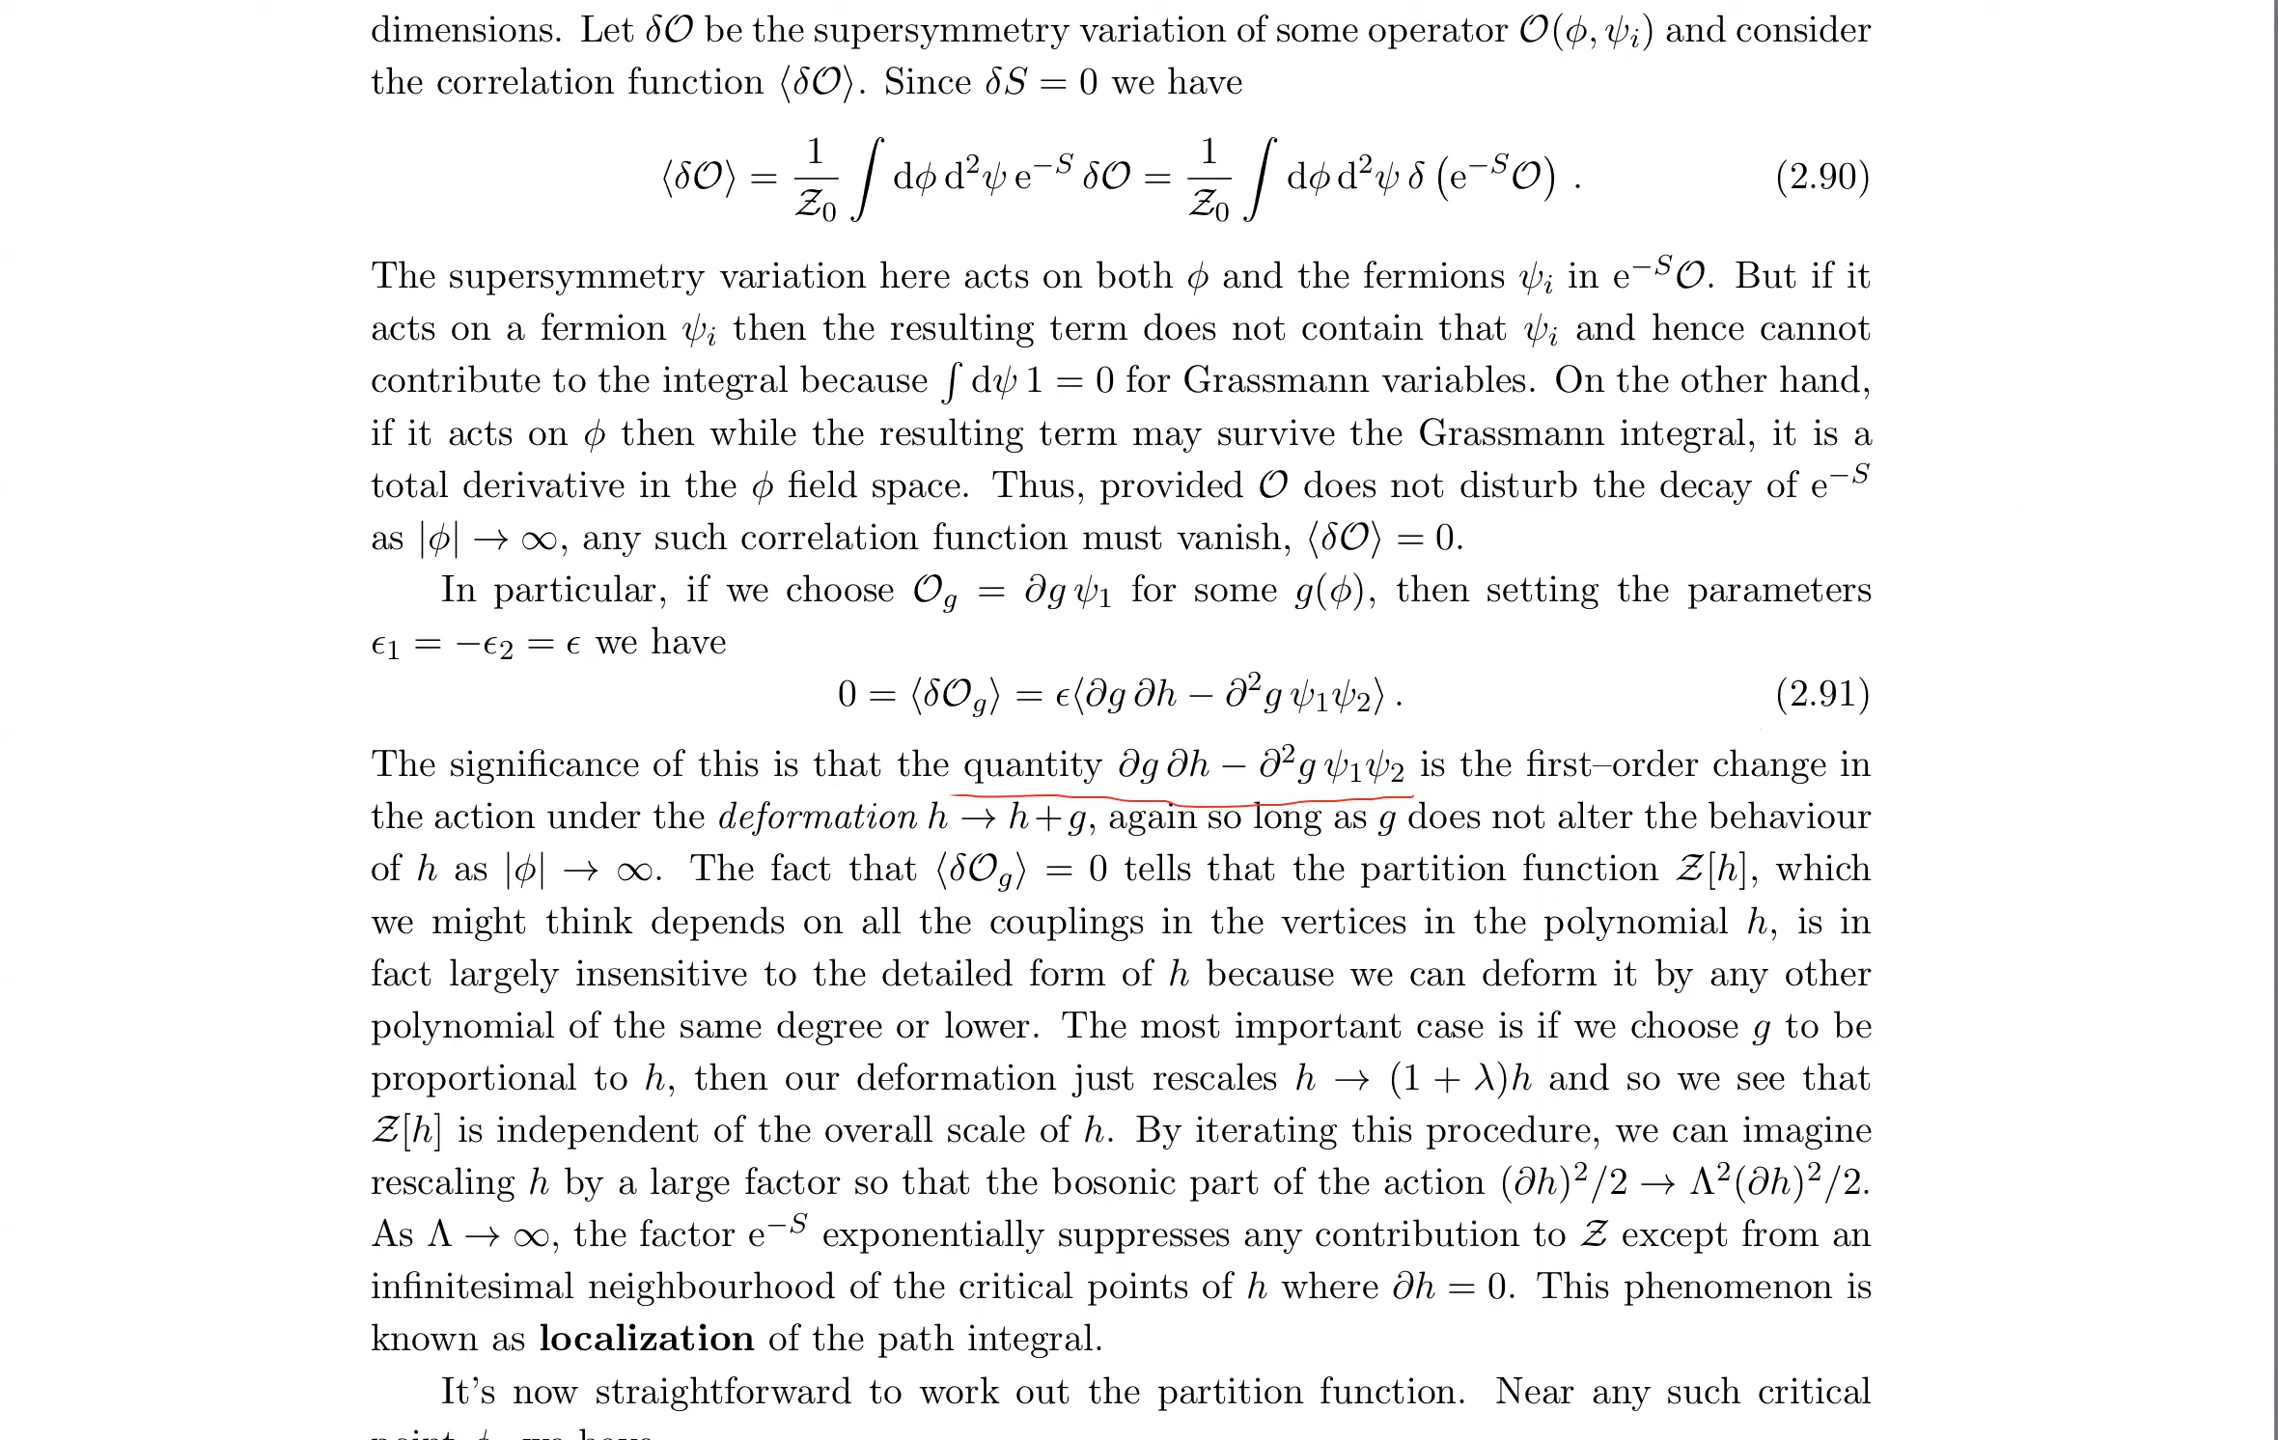 dimensions. Let δ𝒪 be the supersymmetry variation of some operator 𝒪(ϕ, ψᵢ) and consider
the correlation function ⟨δ𝒪⟩. Since δS = 0 we have
⟨δ𝒪⟩ = 1/𝒵₀ ∫ dϕ d²ψ e^{−S} δ𝒪 = 1/𝒵₀ ∫ dϕ d²ψ δ (e^{−S}𝒪) . (2.90)
The supersymmetry variation here acts on both ϕ and the fermions ψᵢ in e^{−S}𝒪. But if it
acts on a fermion ψᵢ then the resulting term does not contain that ψᵢ and hence cannot
contribute to the integral because ∫ dψ 1 = 0 for Grassmann variables. On the other hand,
if it acts on ϕ then while the resulting term may survive the Grassmann integral, it is a
total derivative in the ϕ field space. Thus, provided 𝒪 does not disturb the decay of e^{−S}
as |ϕ| → ∞, any such correlation function must vanish, ⟨δ𝒪⟩ = 0.
In particular, if we choose 𝒪_g = ∂g ψ₁ for some g(ϕ), then setting the parameters
ϵ₁ = −ϵ₂ = ϵ we have
0 = ⟨δ𝒪_g⟩ = ϵ⟨∂g ∂h − ∂²g ψ₁ψ₂⟩ . (2.91)
The significance of this is that the quantity ∂g ∂h − ∂²g ψ₁ψ₂ is the first–order change in
the action under the deformation h → h+g, again so long as g does not alter the behaviour
of h as |ϕ| → ∞. The fact that ⟨δ𝒪_g⟩ = 0 tells that the partition function 𝒵[h], which
we might think depends on all the couplings in the vertices in the polynomial h, is in
fact largely insensitive to the detailed form of h because we can deform it by any other
polynomial of the same degree or lower. The most important case is if we choose g to be
proportional to h, then our deformation just rescales h → (1 + λ)h and so we see that
𝒵[h] is independent of the overall scale of h. By iterating this procedure, we can imagine
rescaling h by a large factor so that the bosonic part of the action (∂h)²/2 → Λ²(∂h)²/2.
As Λ → ∞, the factor e^{−S} exponentially suppresses any contribution to 𝒵 except from an
infinitesimal neighbourhood of the critical points of h where ∂h = 0. This phenomenon is
known as localization of the path integral.
It's now straightforward to work out the partition function. Near any such critical